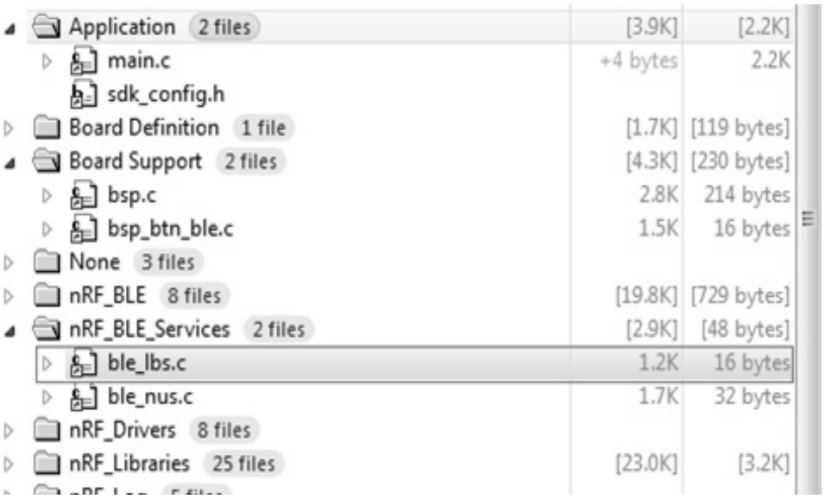 Application 2 files [3.9K] [2.2K]
main.c +4 bytes 2.2K
sdk_config.h
Board Definition 1 file [1.7K] [119 bytes]
Board Support 2 files [4.3K] [230 bytes]
bsp.c 2.8K 214 bytes
bsp_btn_ble.c 1.5K 16 bytes
None 3 files
nRF_BLE 8 files [19.8K] [729 bytes]
nRF_BLE_Services 2 files [2.9K] [48 bytes]
ble_lbs.c 1.2K 16 bytes
ble_nus.c 1.7K 32 bytes
nRF_Drivers 8 files
nRF_Libraries 25 files [23.0K] [3.2K]